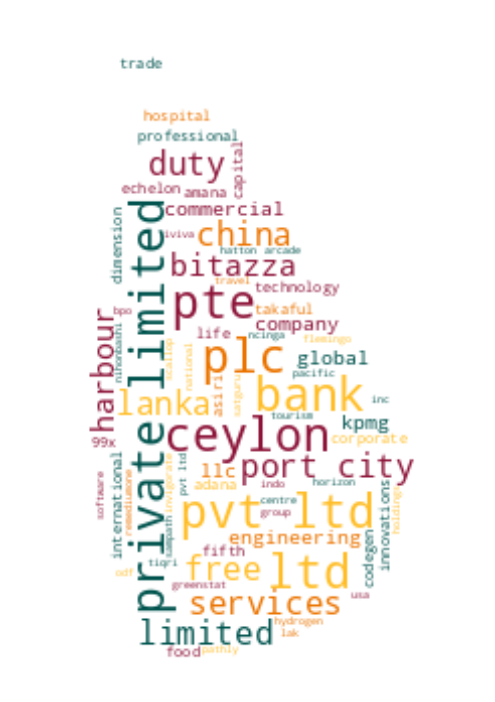 trade
hospital
professional
duty
capital
echelon
amana
commercial
dimension
private limited
iviva
china
hatton arcade
bitazza
travel
technology
pte
takaful
bpo
harbour
company
life
ncinga
flemingo
nihonbashi
plc
global
scallop
national
pacific
asiri
satguru
bank
inc
lanka
tourism
kpmg
99x
ceylon
corporate
llc
port city
international
software
remediumone
invigorate
pvt ltd
adana
indo
horizon
innovations
holdings
centre
pvt ltd
group
sampath
engineering
fifth
codegen
tiqri
odf
free
ltd
greenstat
usa
services
hydrogen
limited
lak
food
pathly